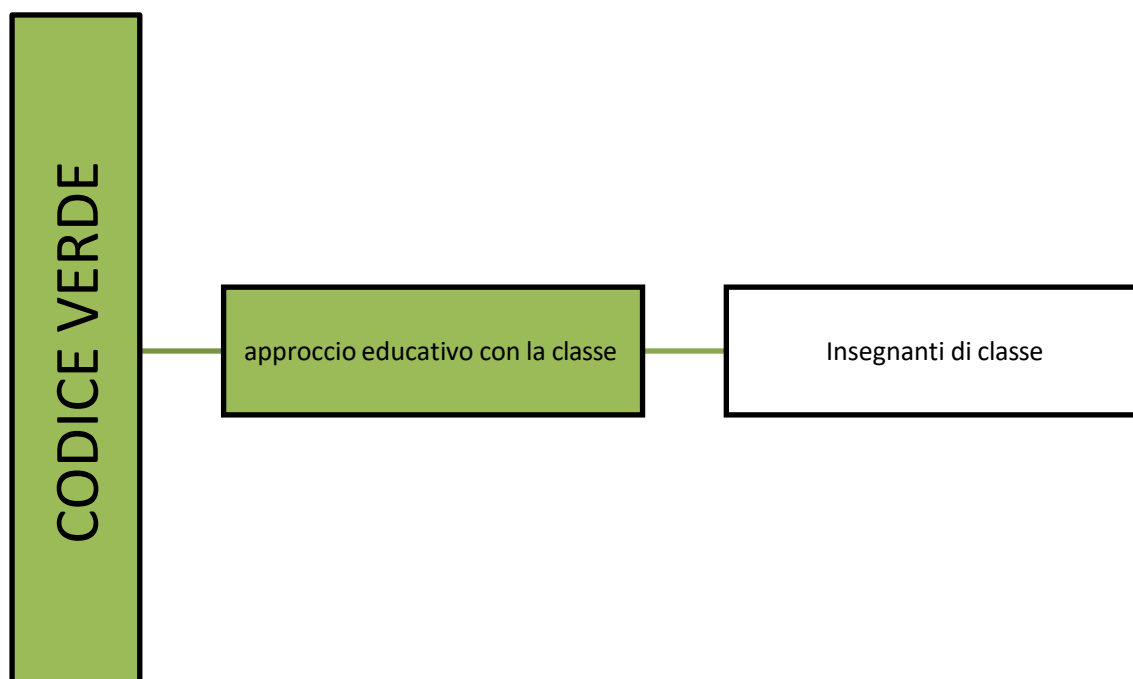 CODICE VERDE
approccio educativo con la classe
Insegnanti di classe